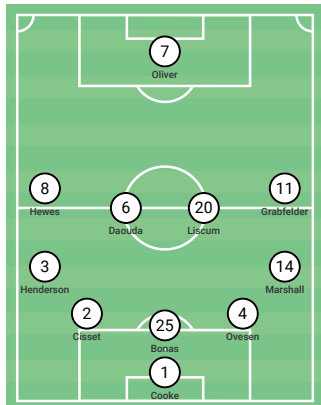 7
Oliver
8
Hewes
6
Daouda
20
Liscum
11
Grabfelder
3
Henderson
14
Marshall
2
Cisset
25
Bonas
4
Ovesen
1
Cooke